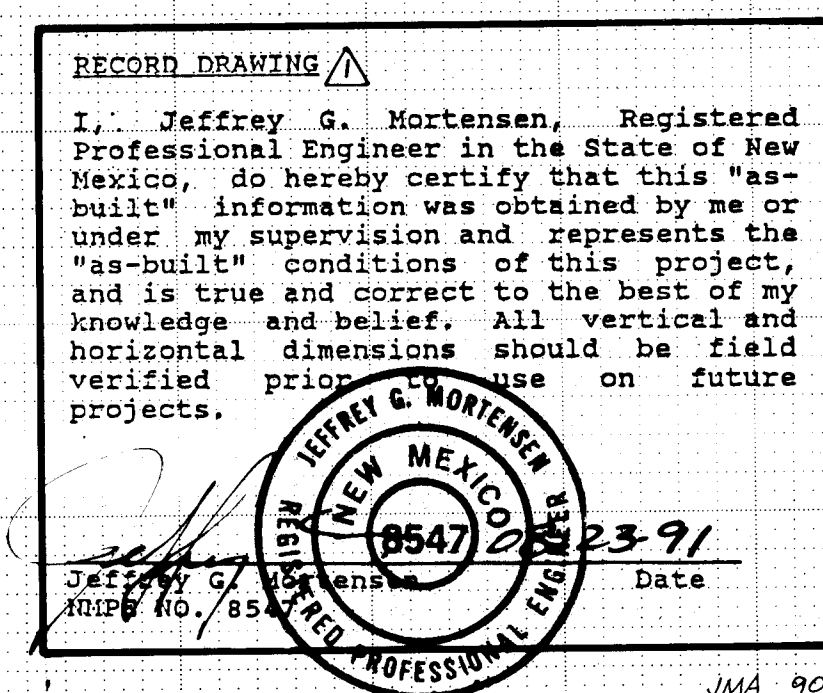 RECORD DRAWING 1
I, Jeffrey G. Mortensen, Registered
Professional Engineer in the State of New
Mexico, do hereby certify that this "as-
built" information was obtained by me or
under my supervision and represents the
"as-built" conditions of this project,
and is true and correct to the best of my
knowledge and belief. All vertical and
horizontal dimensions should be field
verified prior to use on future
projects.
JEFFREY G. MORTENSEN
NEW MEXICO
8547
REGISTERED PROFESSIONAL ENGINEER
23-91
Jeffrey G. Mortensen Date
NMPE NO. 8547
JMA 90